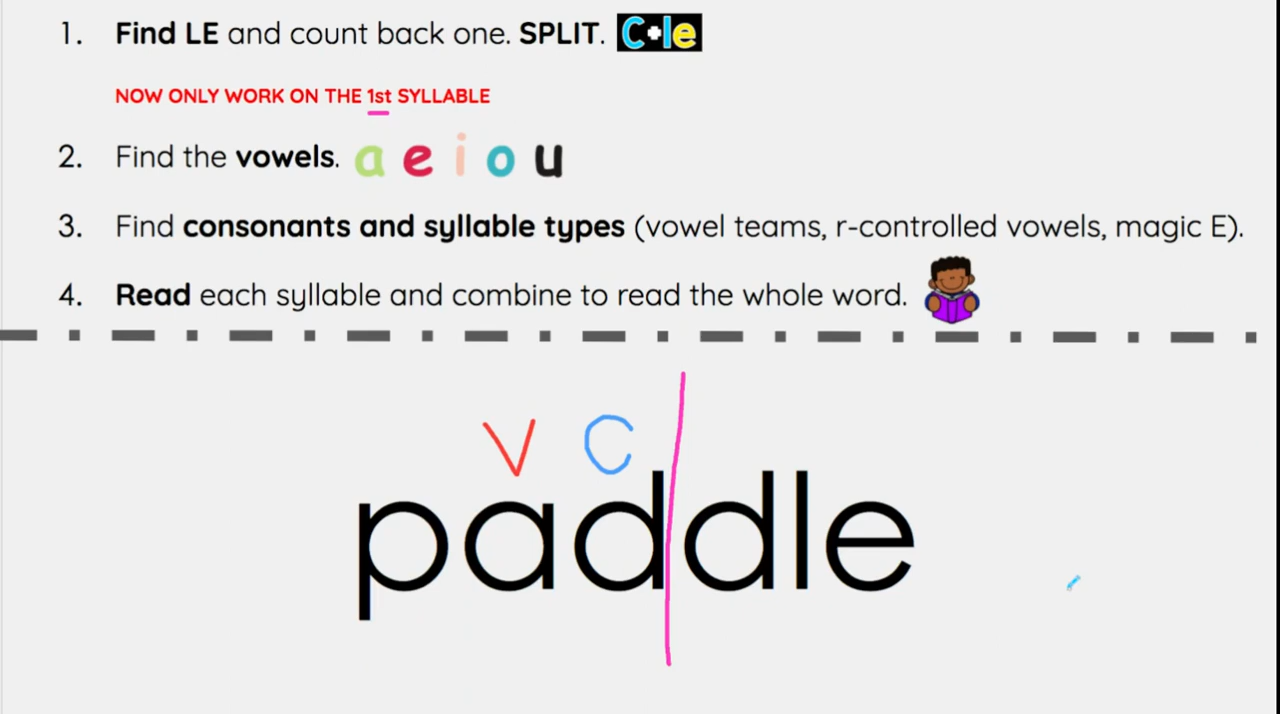 1. Find LE and count back one. SPLIT. C+le
NOW ONLY WORK ON THE 1st SYLLABLE
2. Find the vowels. a e i o u
3. Find consonants and syllable types (vowel teams, r-controlled vowels, magic E).
4. Read each syllable and combine to read the whole word.
V C
paddle